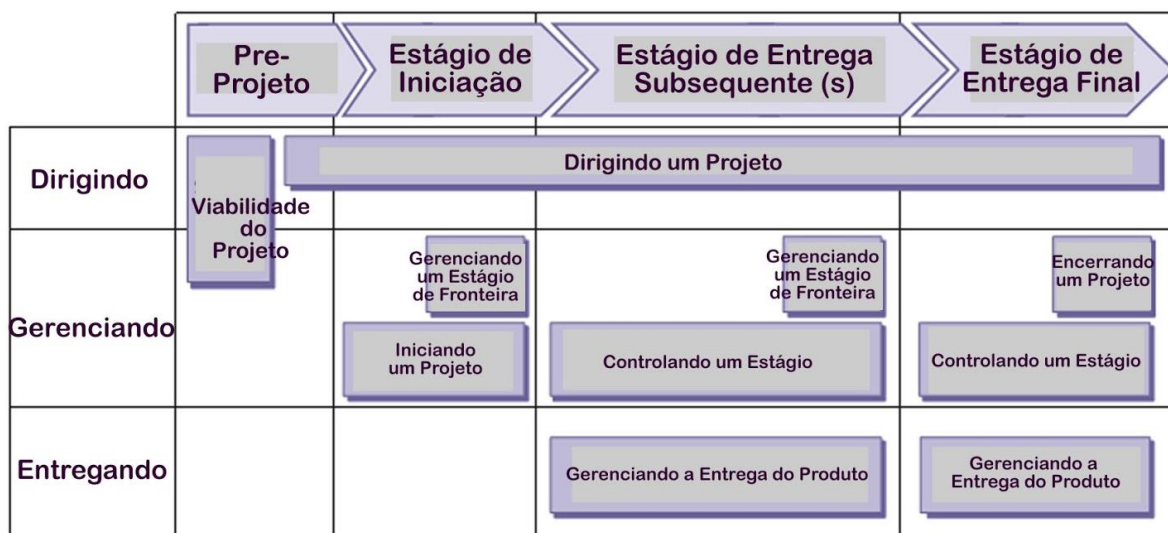 Pre-
Projeto
Estágio de
Iniciação
Estágio de Entrega
Subsequente (s)
Estágio de
Entrega Final
Dirigindo
Viabilidade
do
Projeto
Dirigindo um Projeto
Gerenciando
Gerenciando
um Estágio
de Fronteira
Gerenciando
um Estágio
de Fronteira
Encerrando
um Projeto
Iniciando
um Projeto
Controlando um Estágio
Controlando um Estágio
Entregando
Gerenciando a Entrega do Produto
Gerenciando a
Entrega do Produto